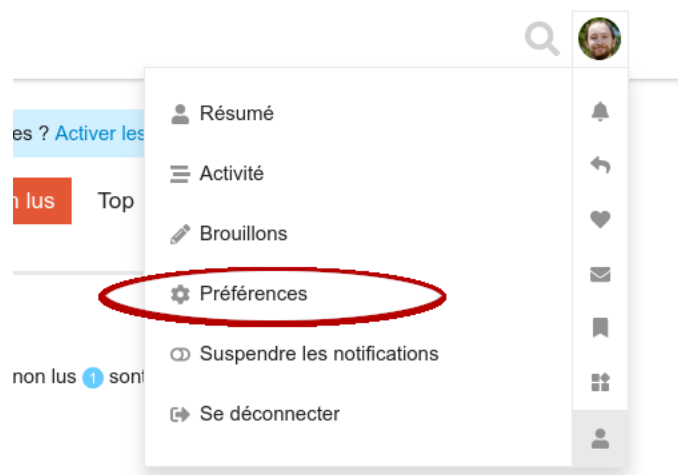 Résumé
es ? Activer les
Activité
n lus Top
Brouillons
Préférences
Suspendre les notifications
non lus 1 sont
Se déconnecter